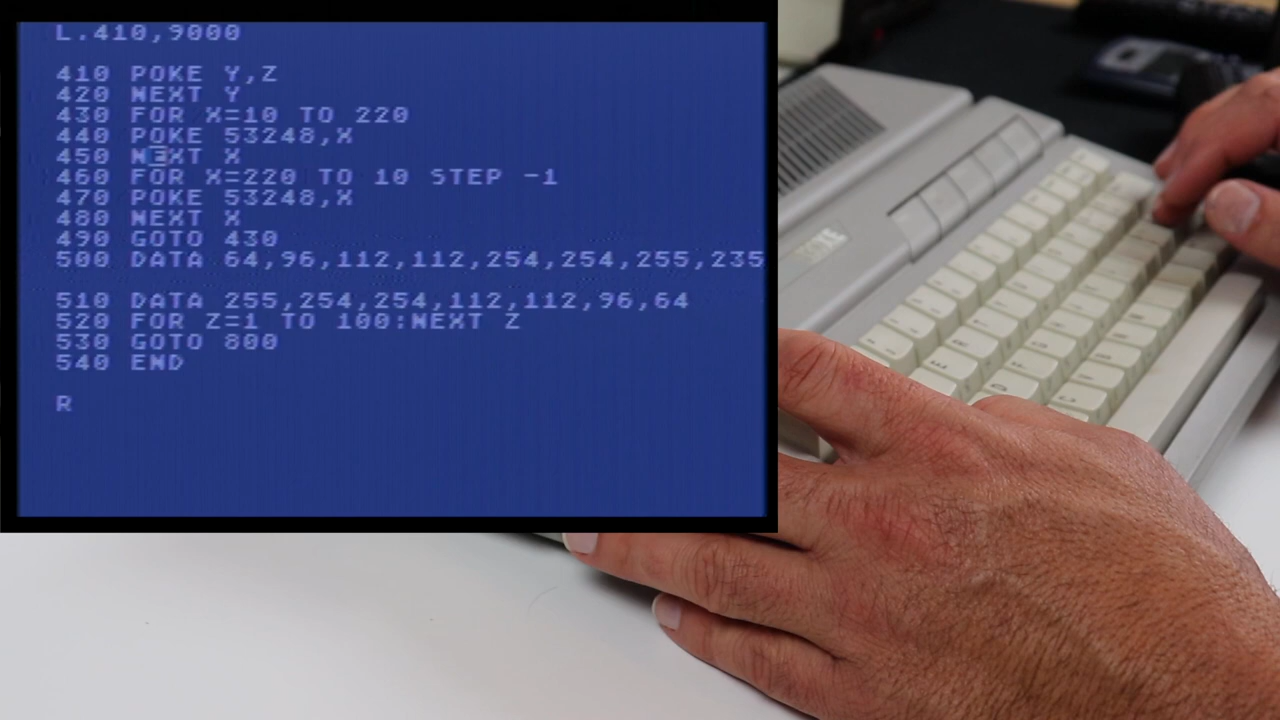 L.410,9000
410 POKE Y,Z
420 NEXT Y
430 FOR X=10 TO 220
440 POKE 53248,X
450 NEXT X
460 FOR X=220 TO 10 STEP -1
470 POKE 53248,X
480 NEXT X
490 GOTO 430
500 DATA 64,96,112,112,254,254,255,235
510 DATA 255,254,254,112,112,96,64
520 FOR Z=1 TO 100:NEXT Z
530 GOTO 800
540 END
R